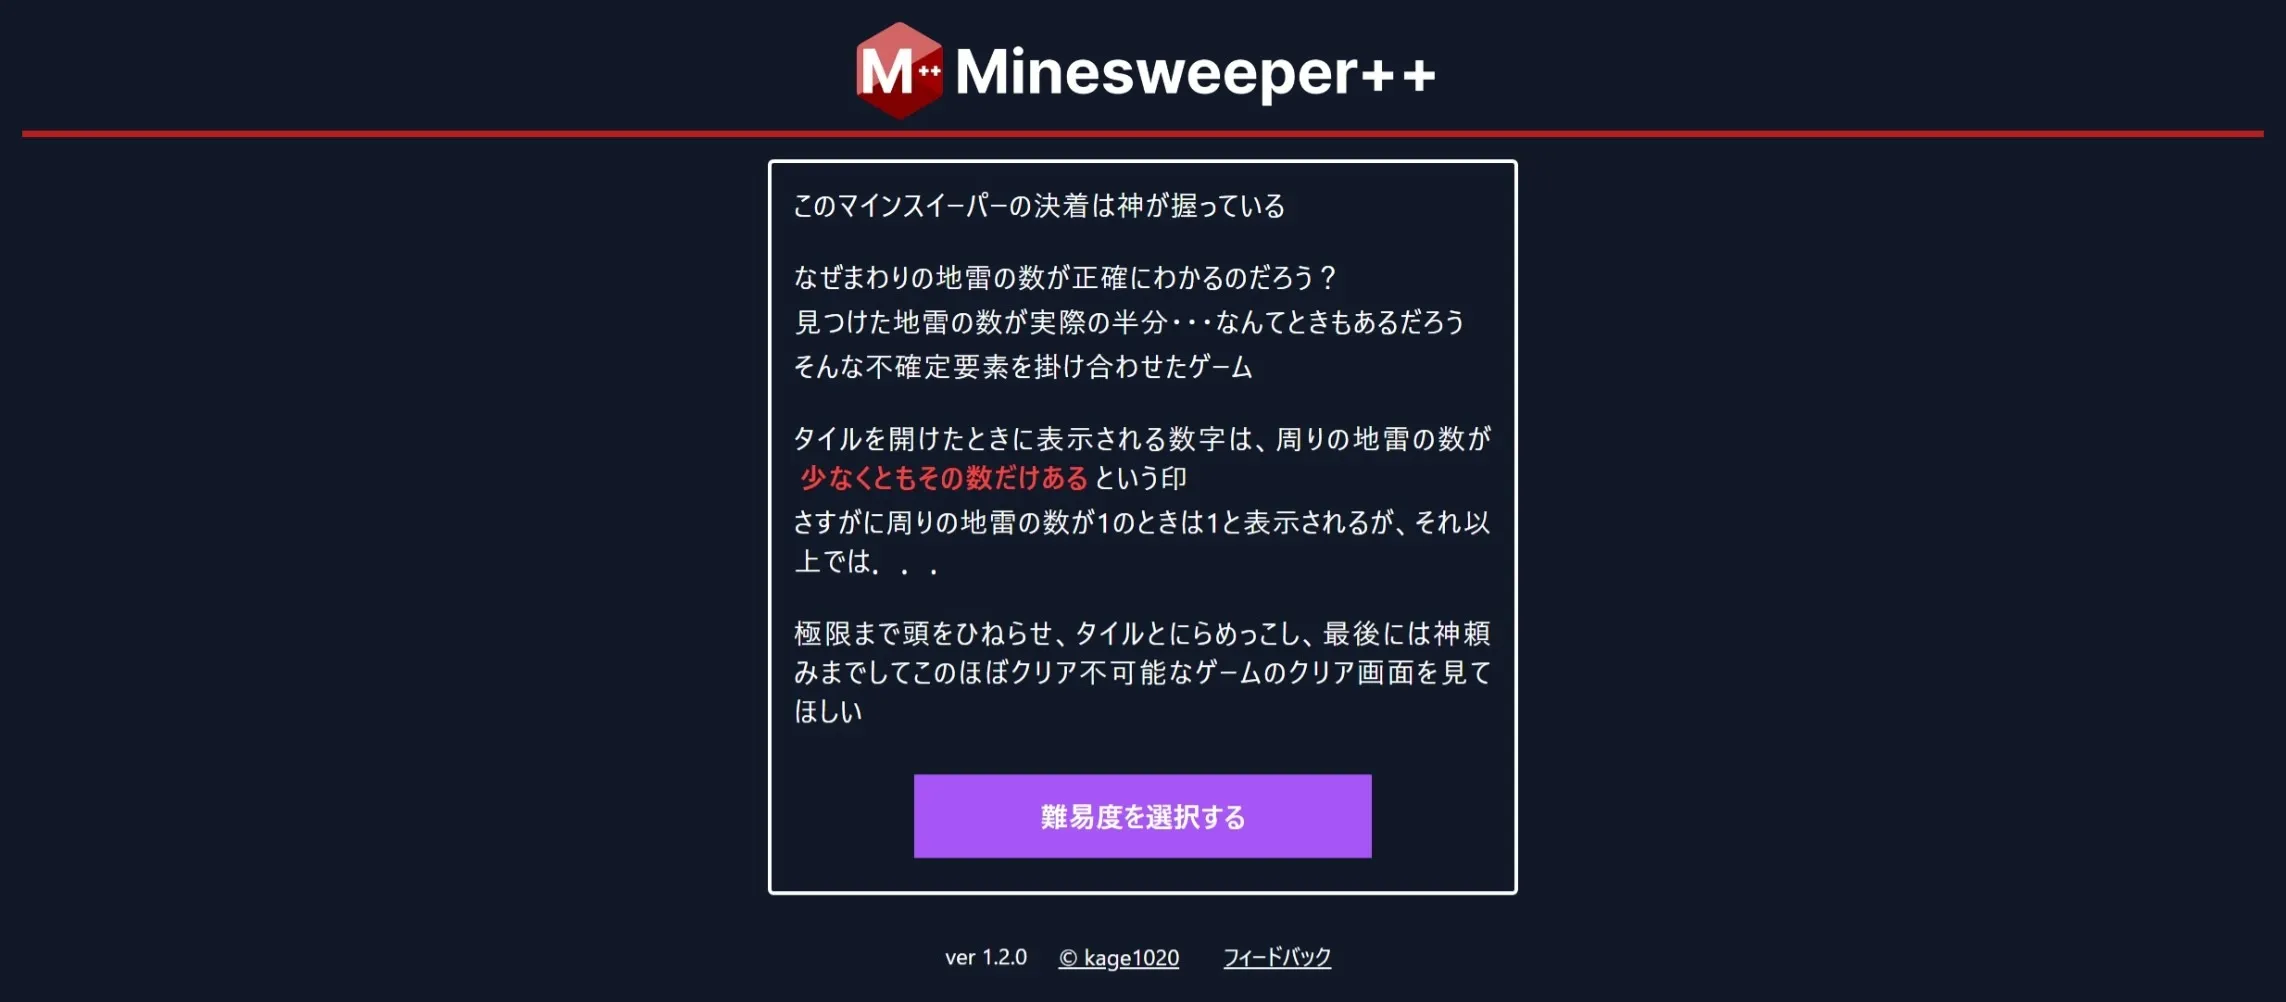 M++ Minesweeper++
このマインスイーパーの決着は神が握っている
なぜまわりの地雷の数が正確にわかるのだろう？
見つけた地雷の数が実際の半分・・・なんてときもあるだろう
そんな不確定要素を掛け合わせたゲーム
タイルを開けたときに表示される数字は、周りの地雷の数が
少なくともその数だけある という印
さすがに周りの地雷の数が1のときは1と表示されるが、それ以
上では．．．
極限まで頭をひねらせ、タイルとにらめっこし、最後には神頼
みまでしてこのほぼクリア不可能なゲームのクリア画面を見て
ほしい
難易度を選択する
ver 1.2.0 © kage1020 フィードバック